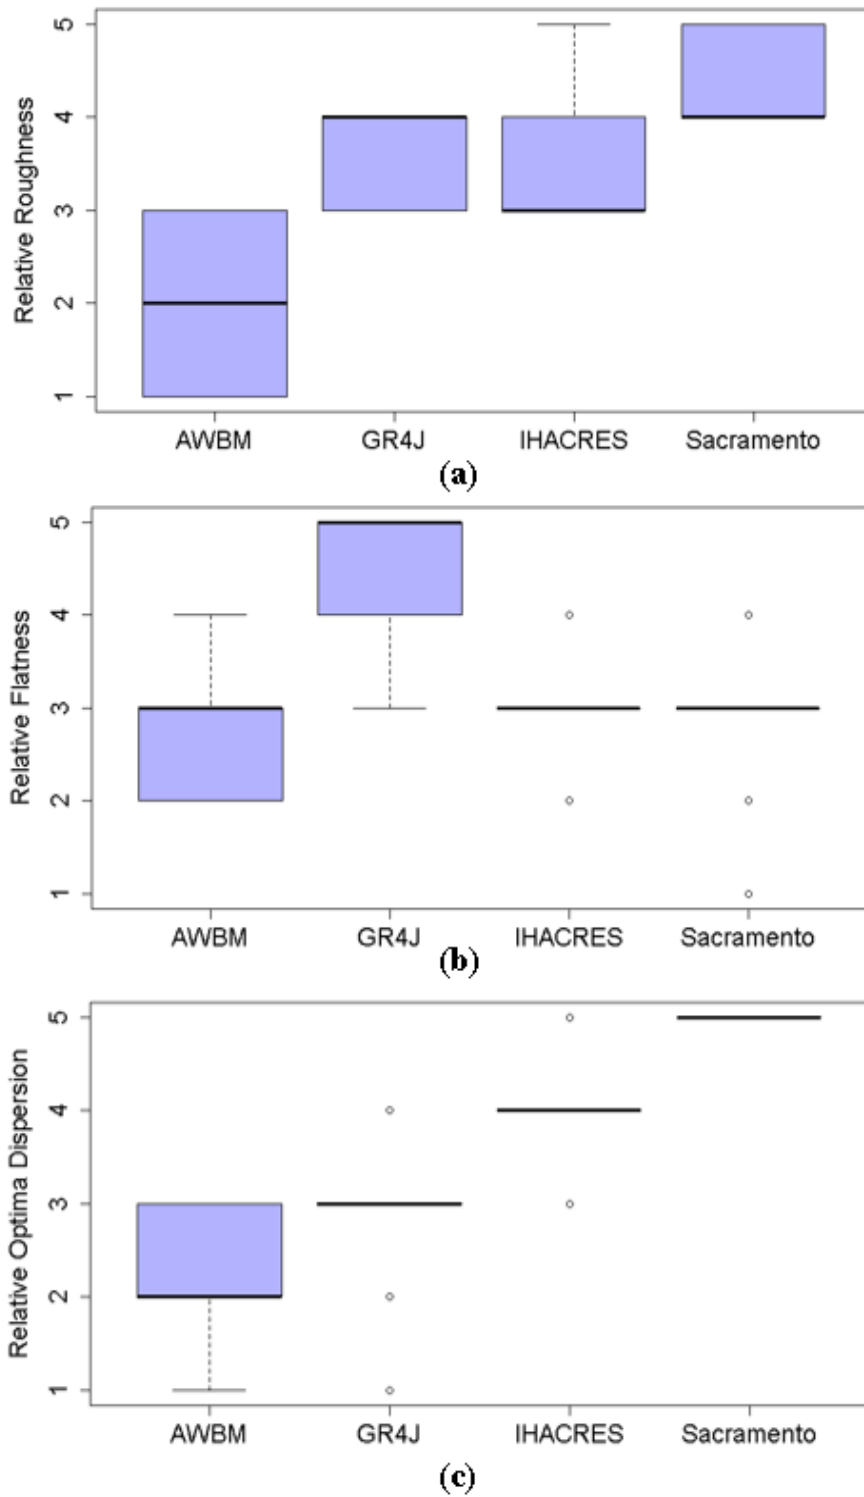 Relative Roughness
5
4
3
2
1
AWBM GR4J IHACRES Sacramento
(a)
Relative Flatness
5
4
3
2
1
AWBM GR4J IHACRES Sacramento
(b)
Relative Optima Dispersion
5
4
3
2
1
AWBM GR4J IHACRES Sacramento
(c)